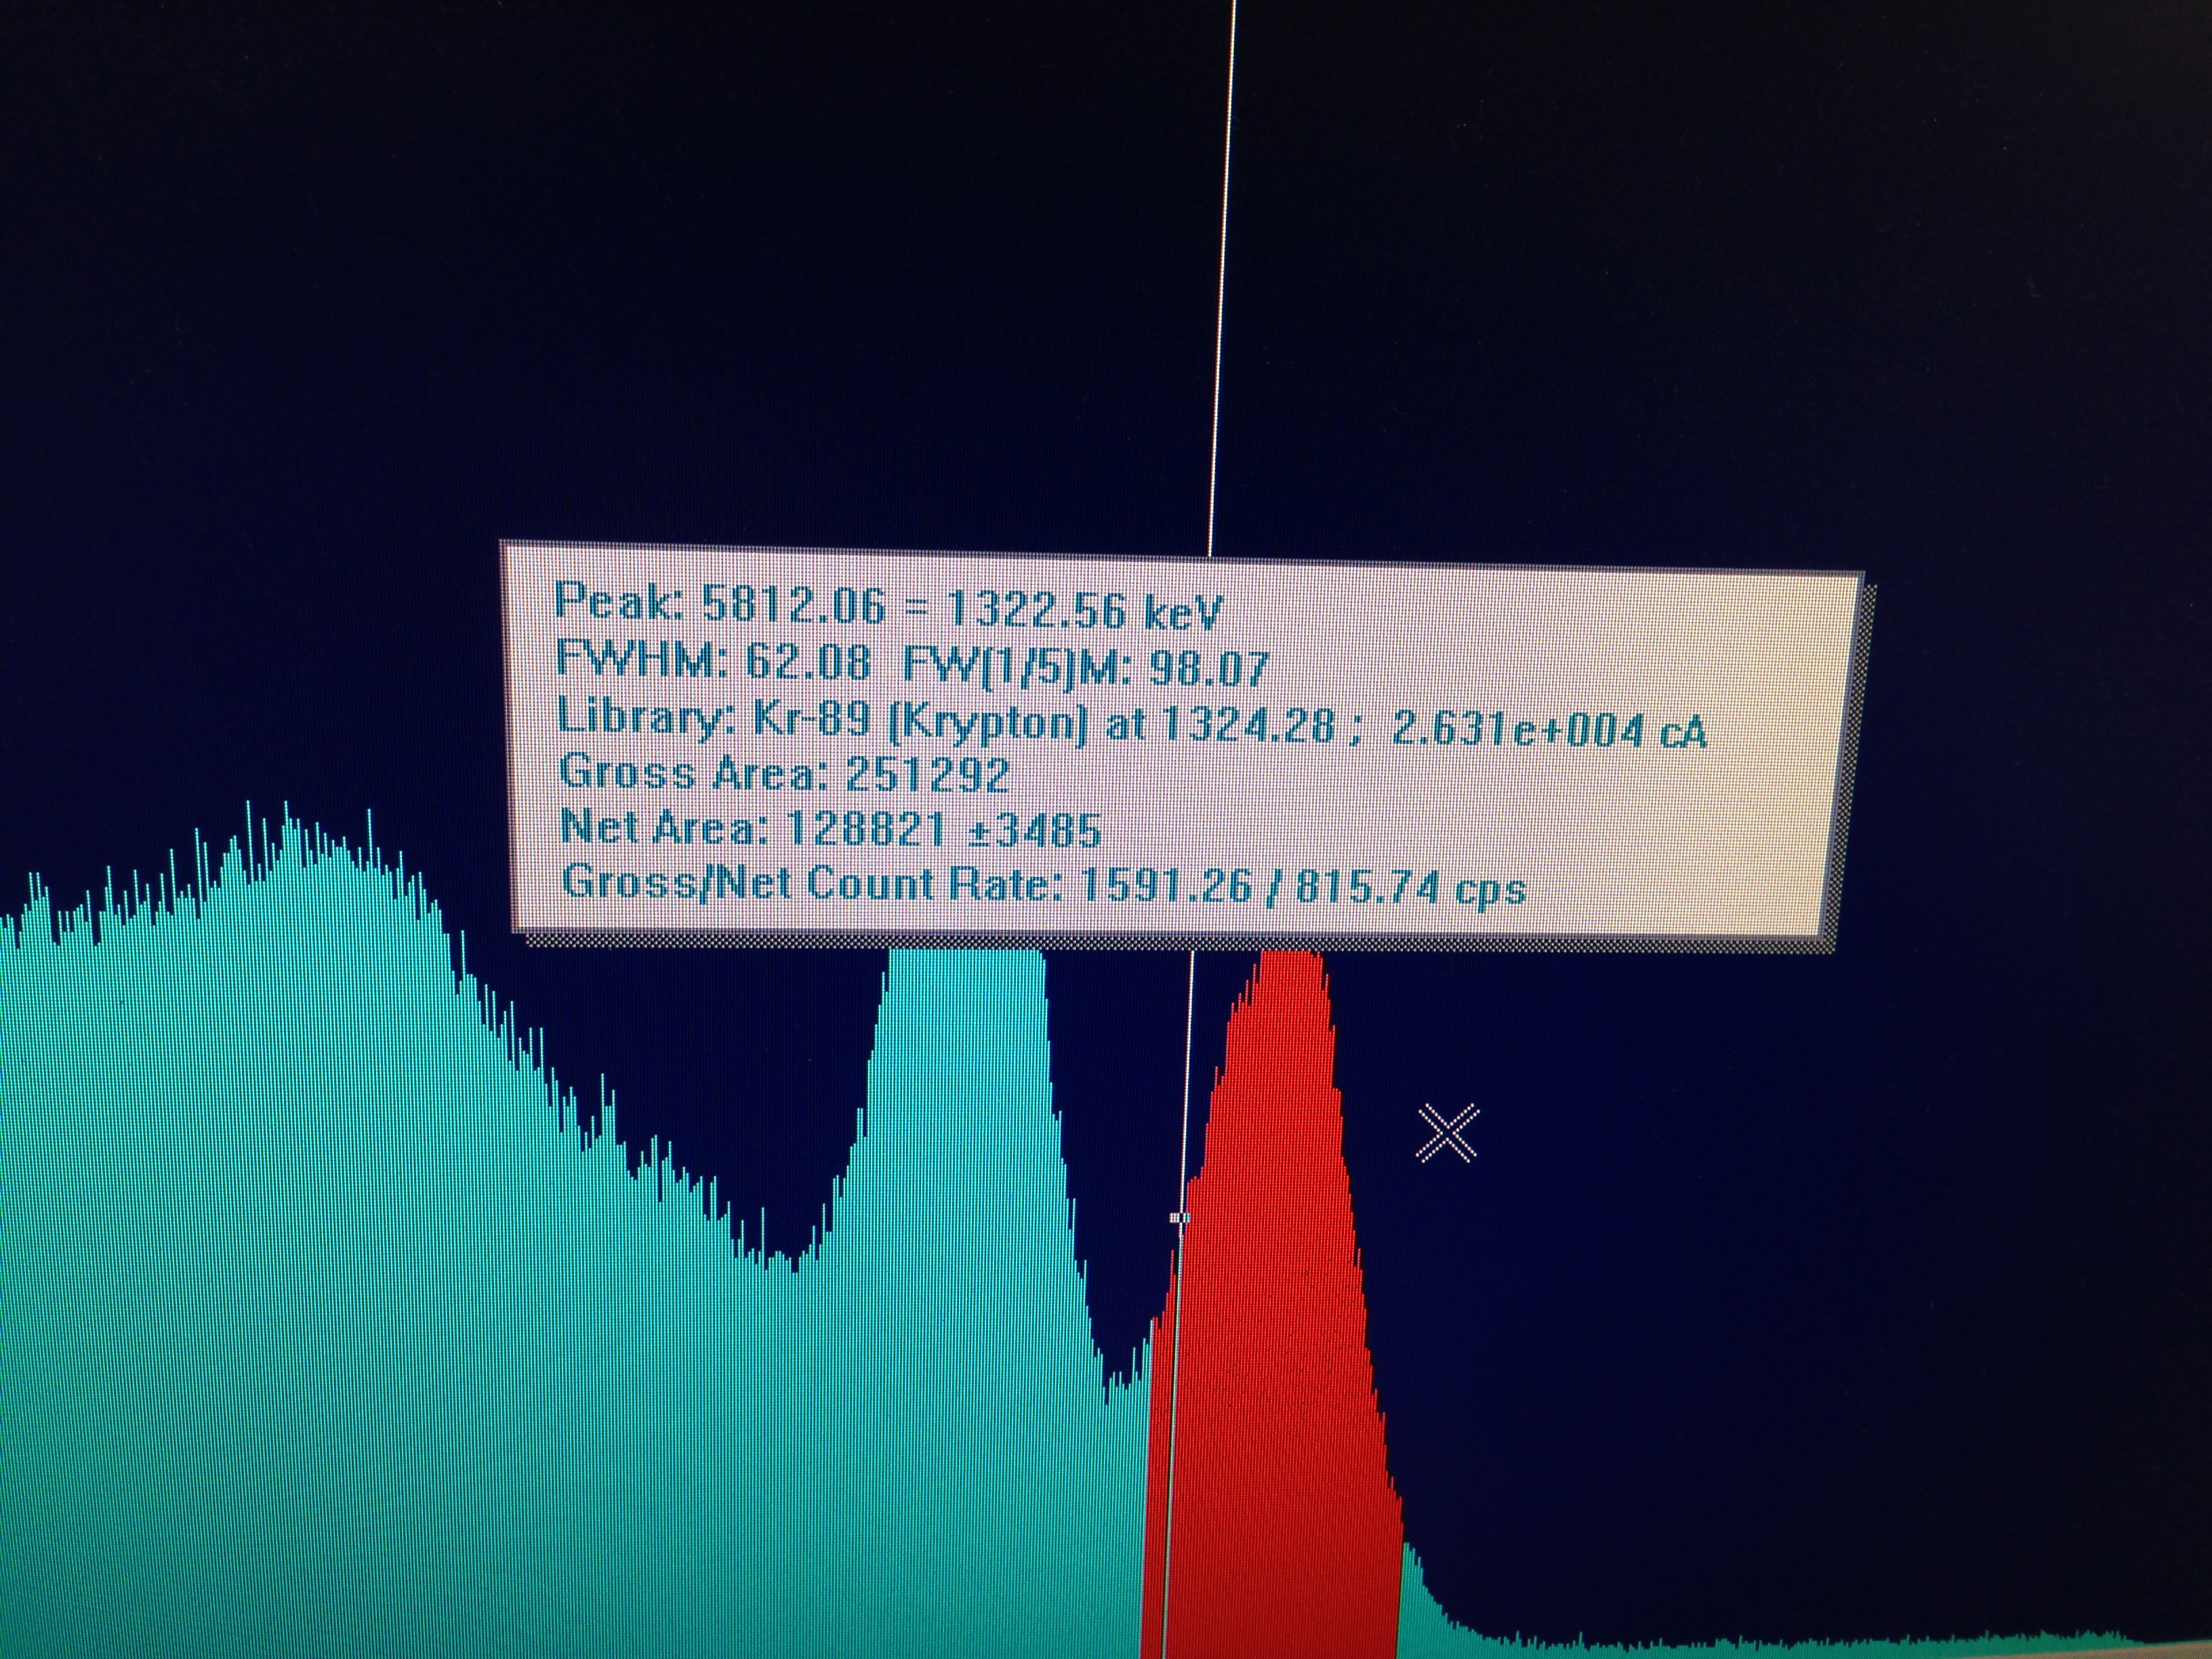 Peak: 5812.06 = 1322.56 keV
FWHM: 62.08 FW(1/5)M: 98.07
Library: Kr-89 (Krypton) at 1324.28 ; 2.631e+004 cA
Gross Area: 251292
Net Area: 128821 ±3485
Gross/Net Count Rate: 1591.26 / 815.74 cps